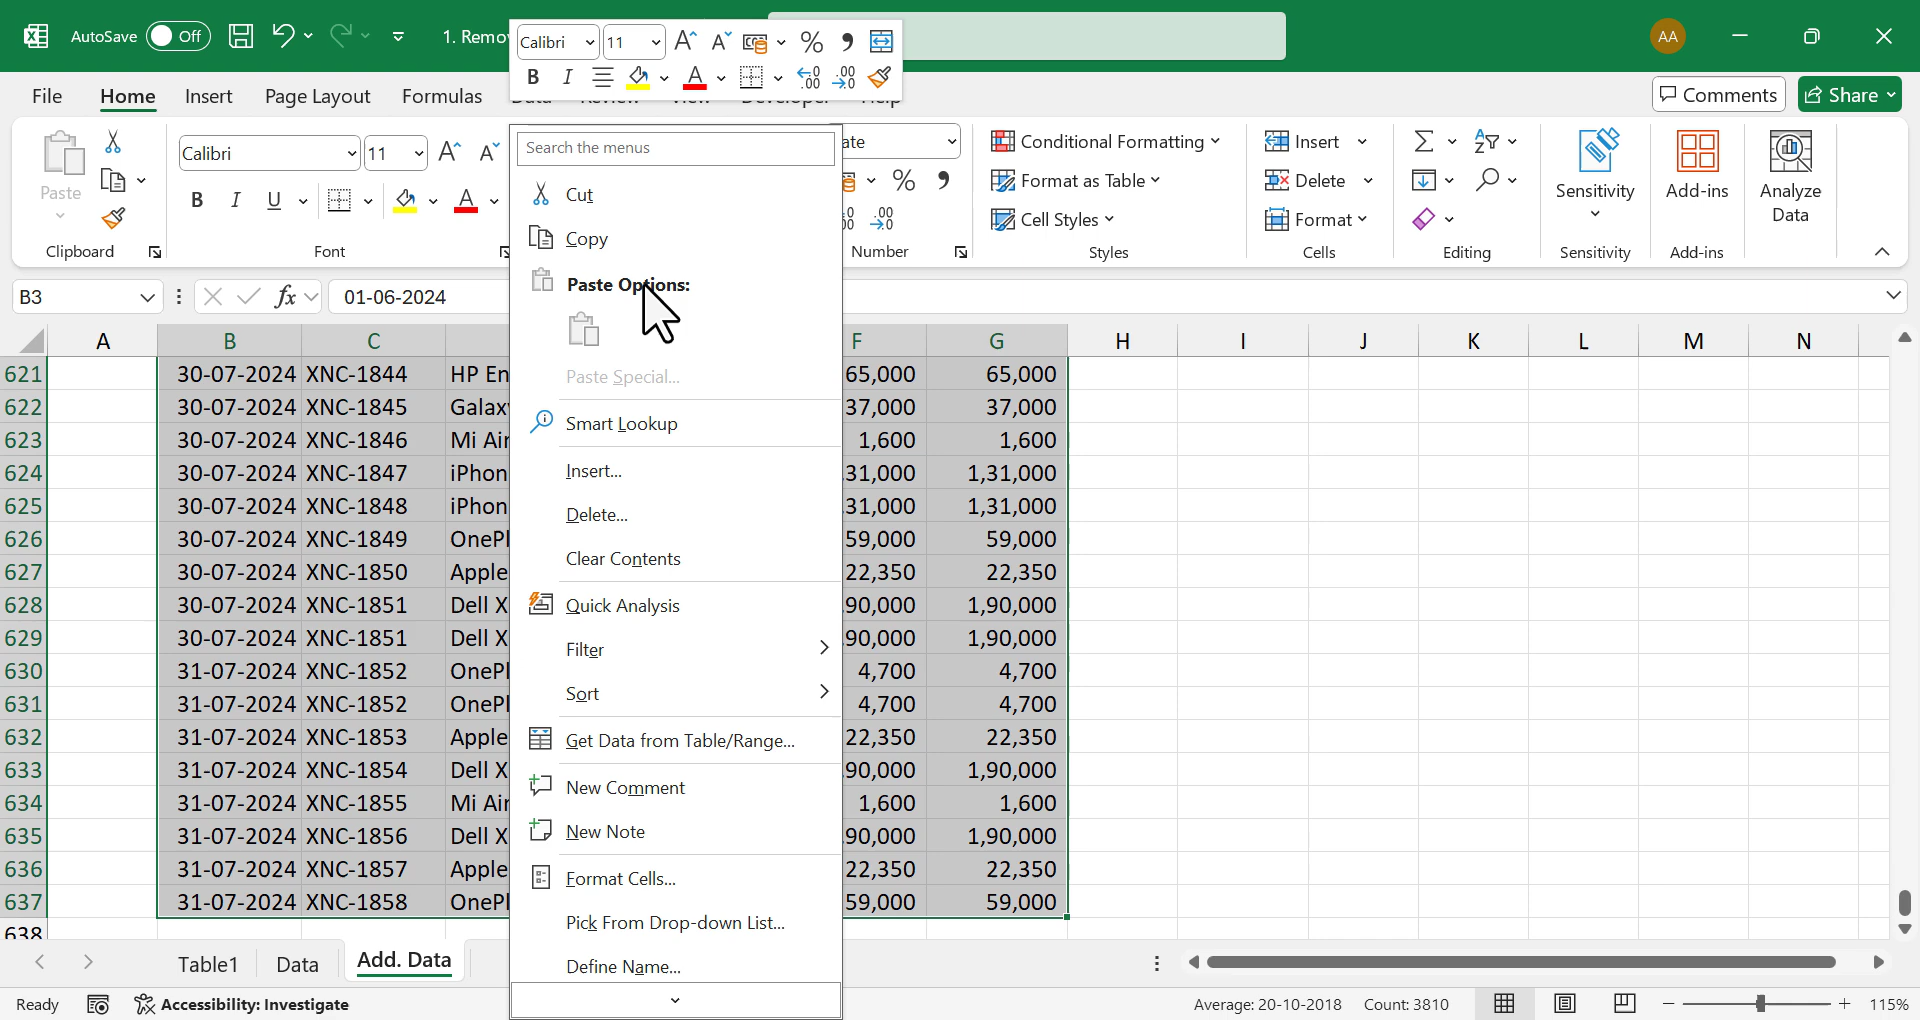 AutoSave Off 1. Remo
Calibri 11 %
B I A .00 .00
AA
File Home Insert Page Layout Formulas Data Review View Developer Help Comments Share
Paste
Calibri 11 A A
B I U A
Clipboard Font
ate
% .00
Number
Conditional Formatting
Format as Table
Cell Styles
Styles
Insert
Delete
Format
Cells
Editing
Sensitivity
Sensitivity
Add-ins
Add-ins
Analyze
Data
B3 fx 01-06-2024
Search the menus
Cut
Copy
Paste Options:
Paste Special...
Smart Lookup
Insert...
Delete...
Clear Contents
Quick Analysis
Filter
Sort
Get Data from Table/Range...
New Comment
New Note
Format Cells...
Pick From Drop-down List...
Define Name...
A B C F G H I J K L M N
621 30-07-2024 XNC-1844 HP En 65,000 65,000
622 30-07-2024 XNC-1845 Galax 37,000 37,000
623 30-07-2024 XNC-1846 Mi Air 1,600 1,600
624 30-07-2024 XNC-1847 iPhon 31,000 1,31,000
625 30-07-2024 XNC-1848 iPhon 31,000 1,31,000
626 30-07-2024 XNC-1849 OnePl 59,000 59,000
627 30-07-2024 XNC-1850 Apple 22,350 22,350
628 30-07-2024 XNC-1851 Dell X 90,000 1,90,000
629 30-07-2024 XNC-1851 Dell X 90,000 1,90,000
630 31-07-2024 XNC-1852 OnePl 4,700 4,700
631 31-07-2024 XNC-1852 OnePl 4,700 4,700
632 31-07-2024 XNC-1853 Apple 22,350 22,350
633 31-07-2024 XNC-1854 Dell X 90,000 1,90,000
634 31-07-2024 XNC-1855 Mi Air 1,600 1,600
635 31-07-2024 XNC-1856 Dell X 90,000 1,90,000
636 31-07-2024 XNC-1857 Apple 22,350 22,350
637 31-07-2024 XNC-1858 OnePl 59,000 59,000
638
Table1 Data Add. Data
Ready Accessibility: Investigate Average: 20-10-2018 Count: 3810 115%